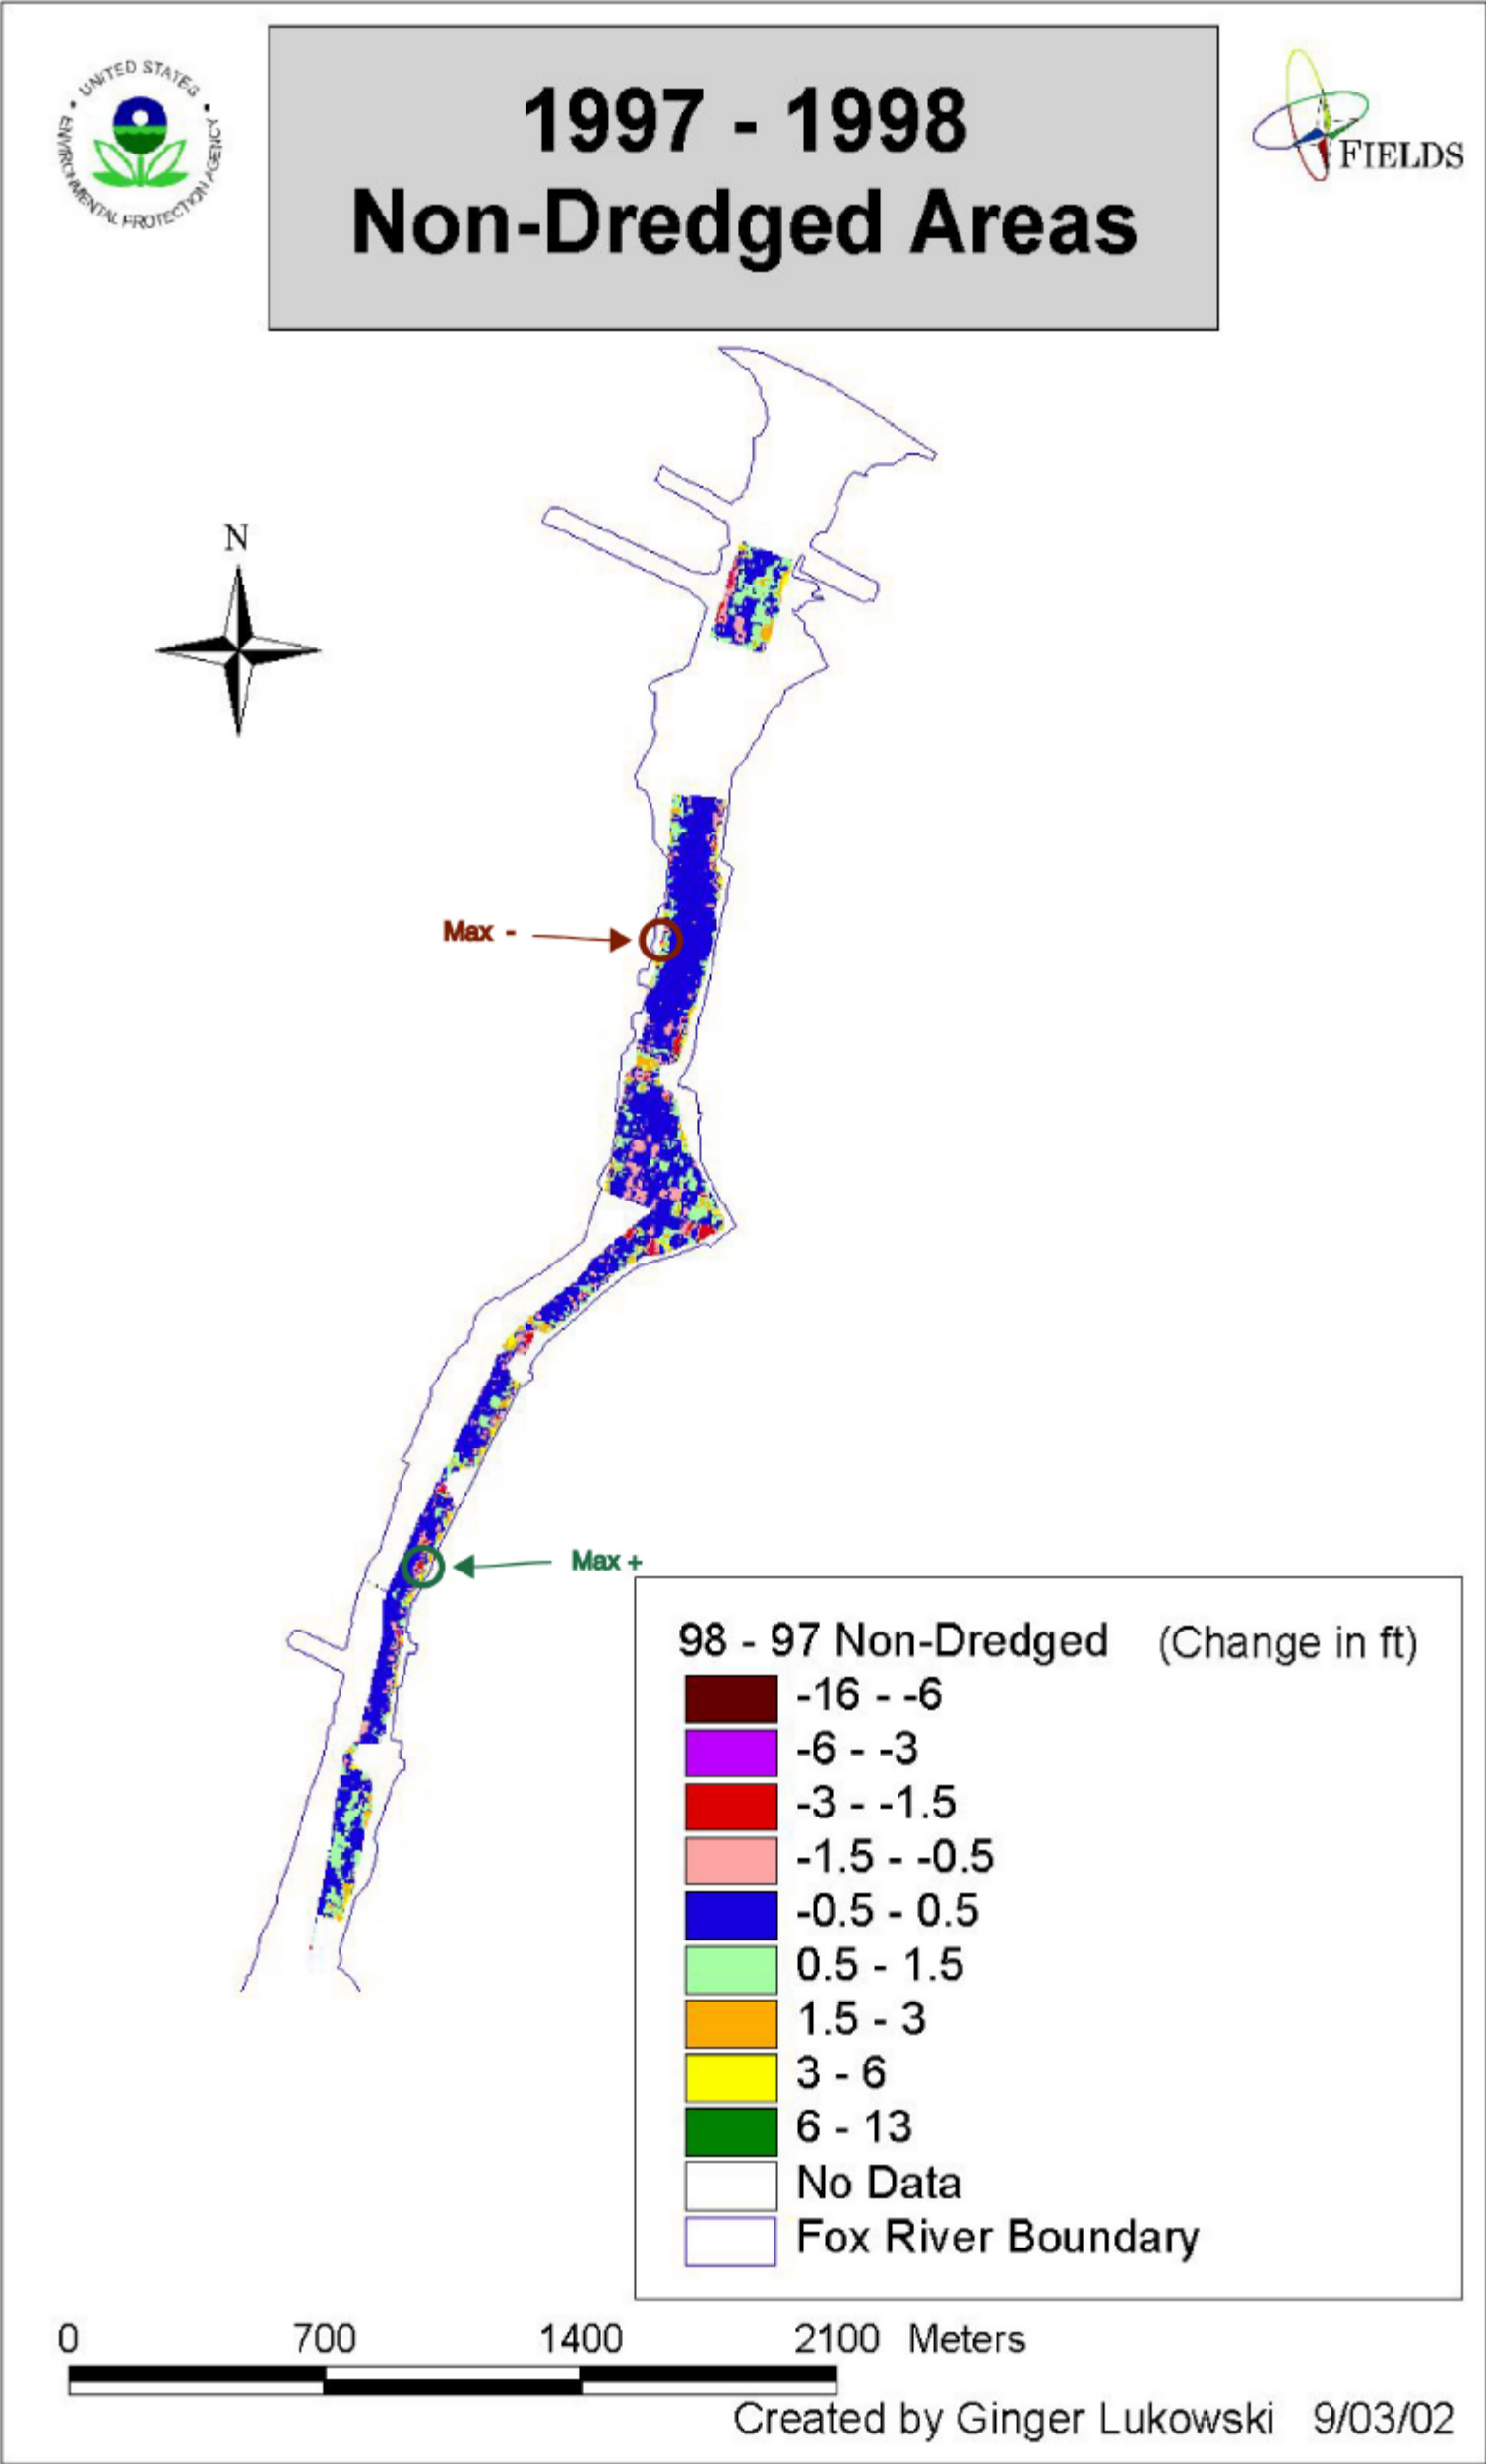 UNITED STATES
ENVIRONMENTAL PROTECTION AGENCY
1997 - 1998
Non-Dredged Areas
FIELDS
N
Max -
Max +
98 - 97 Non-Dredged (Change in ft)
-16 - -6
-6 - -3
-3 - -1.5
-1.5 - -0.5
-0.5 - 0.5
0.5 - 1.5
1.5 - 3
3 - 6
6 - 13
No Data
Fox River Boundary
0 700 1400 2100 Meters
Created by Ginger Lukowski 9/03/02